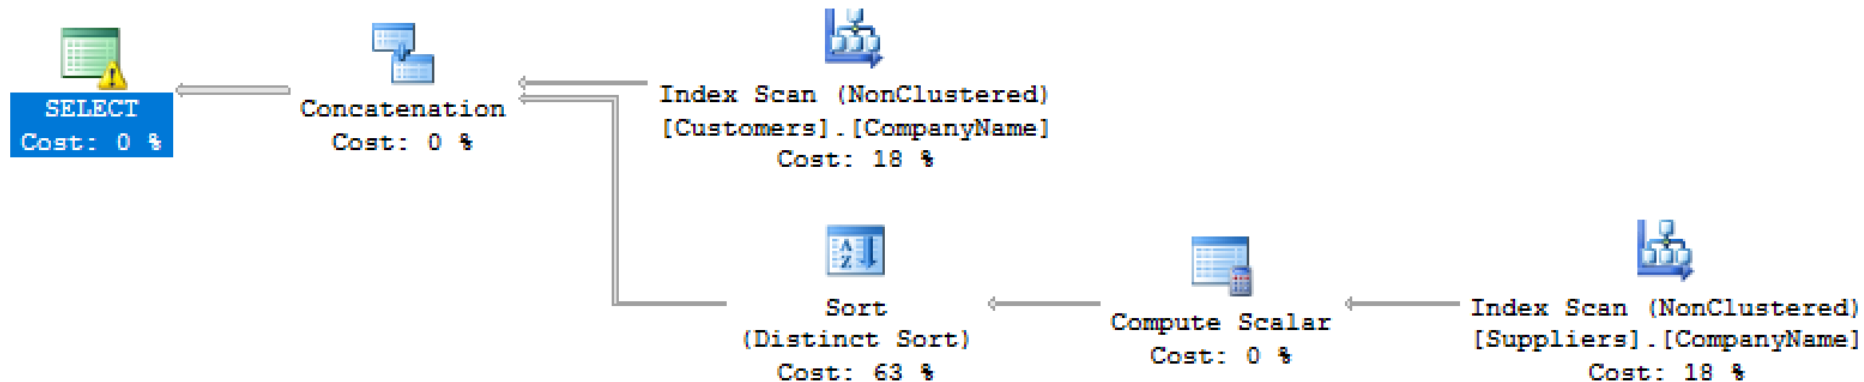 SELECT
Cost: 0 %
Concatenation
Cost: 0 %
Index Scan (NonClustered)
[Customers].[CompanyName]
Cost: 18 %
Sort
(Distinct Sort)
Cost: 63 %
Compute Scalar
Cost: 0 %
Index Scan (NonClustered)
[Suppliers].[CompanyName]
Cost: 18 %